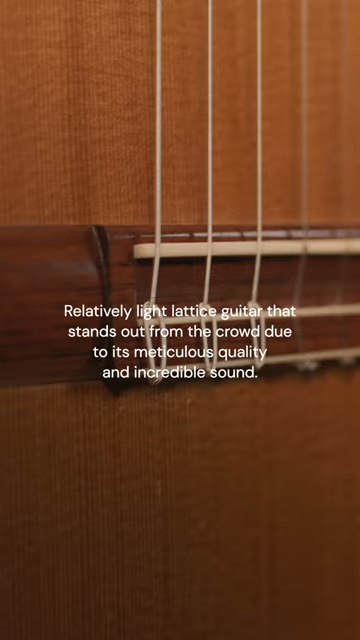 Relatively light lattice guitar that
stands out from the crowd due
to its meticulous quality
and incredible sound.